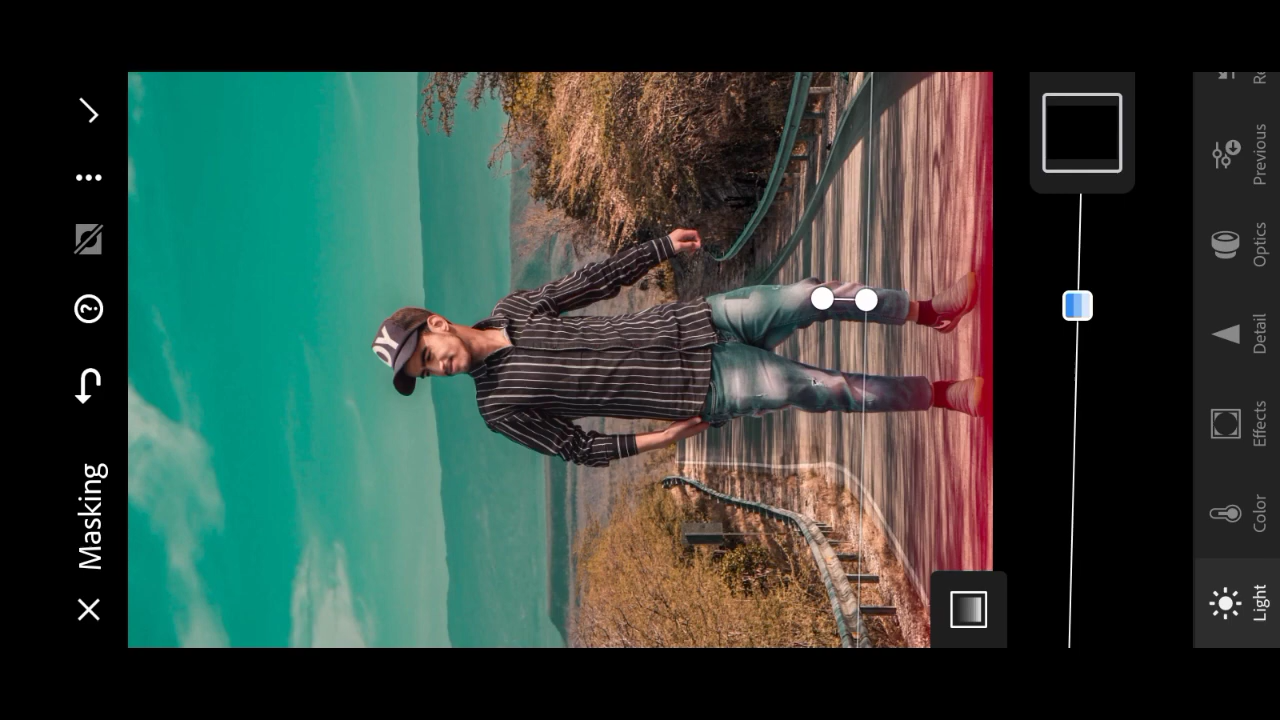 Masking
OY
Light
Color
Effects
Detail
Optics
Previous